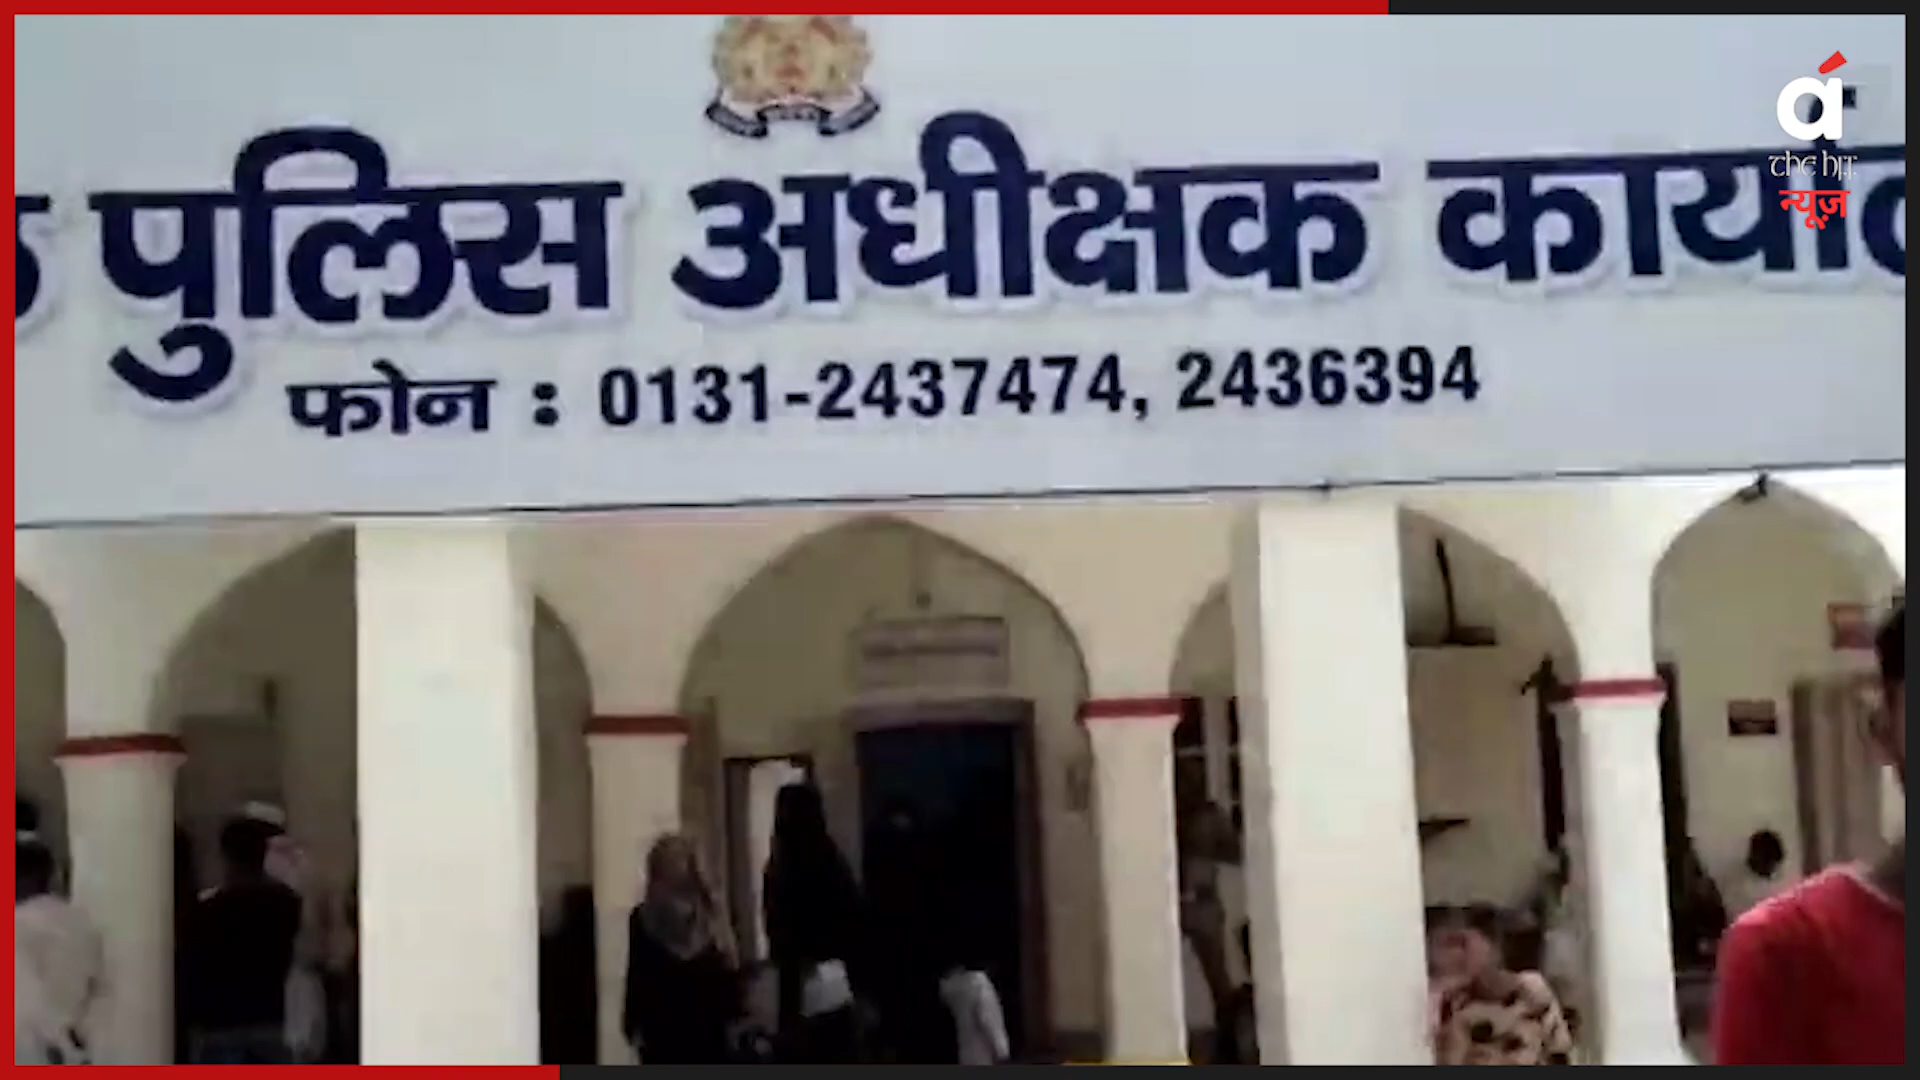 पुलिस अधीक्षक
फोन : 0131-2437474, 2436394
the hit
न्यूज़